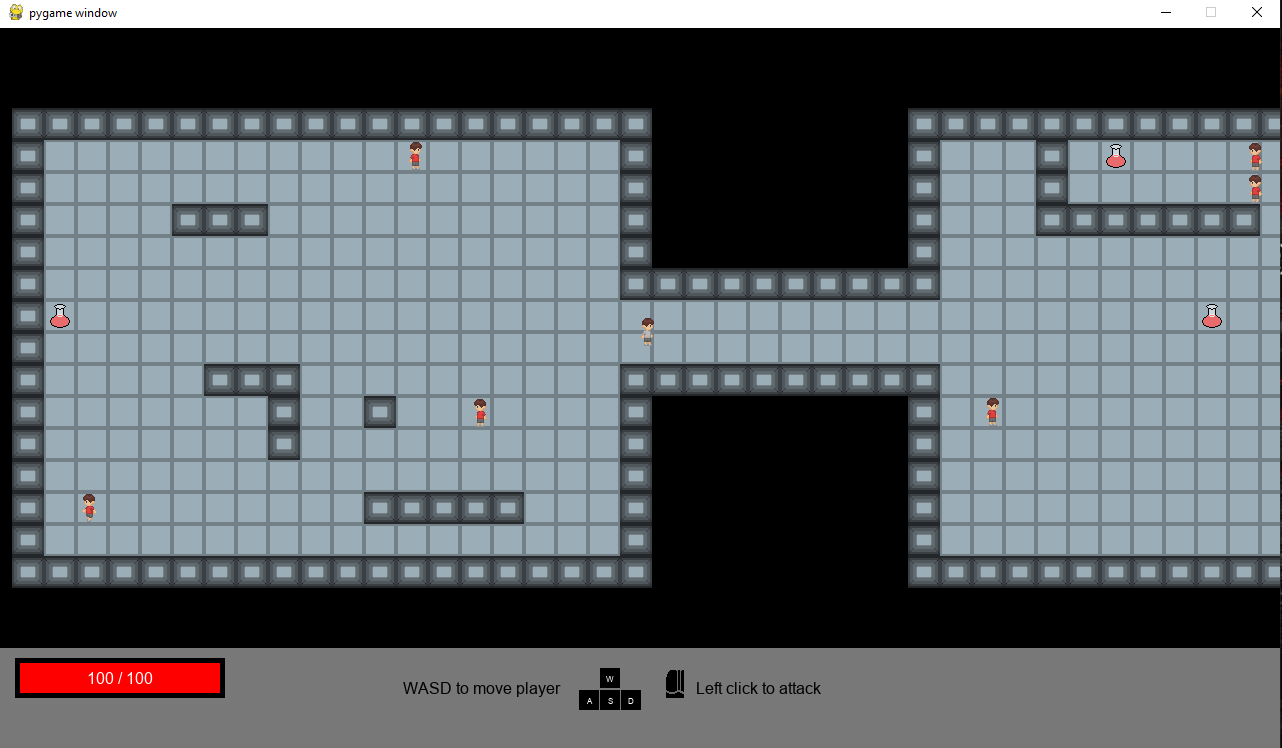 pygame window
100 / 100
WASD to move player
W
A S D
Left click to attack